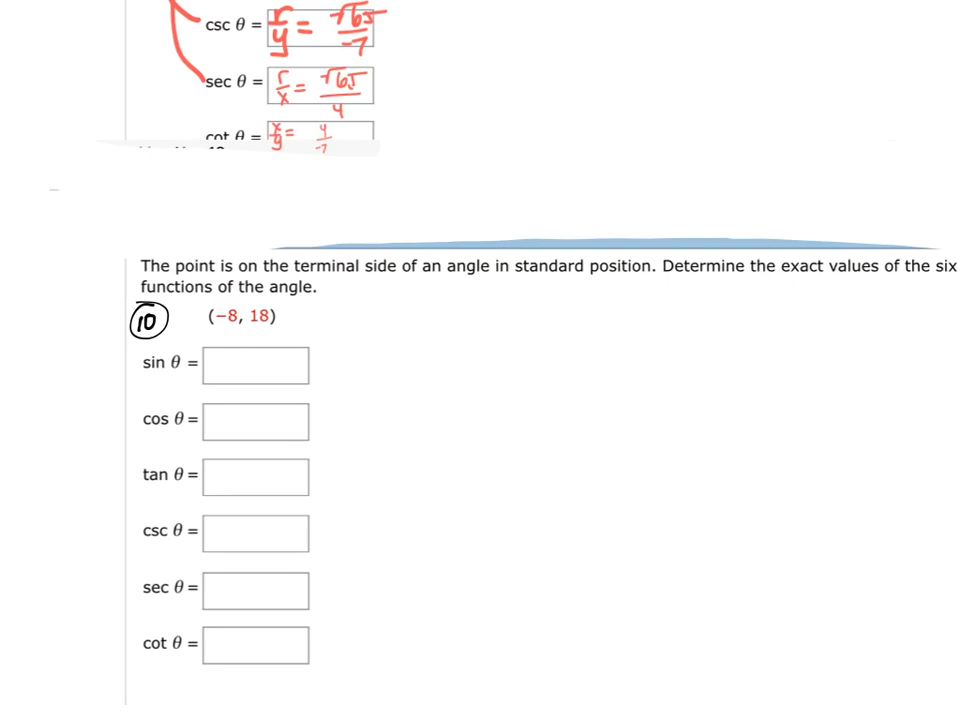 csc θ = r/y = √65/-7
sec θ = r/x = √65/4
cot θ = x/y = 4/-7
The point is on the terminal side of an angle in standard position. Determine the exact values of the six
functions of the angle.
10 (−8, 18)
sin θ =
cos θ =
tan θ =
csc θ =
sec θ =
cot θ =